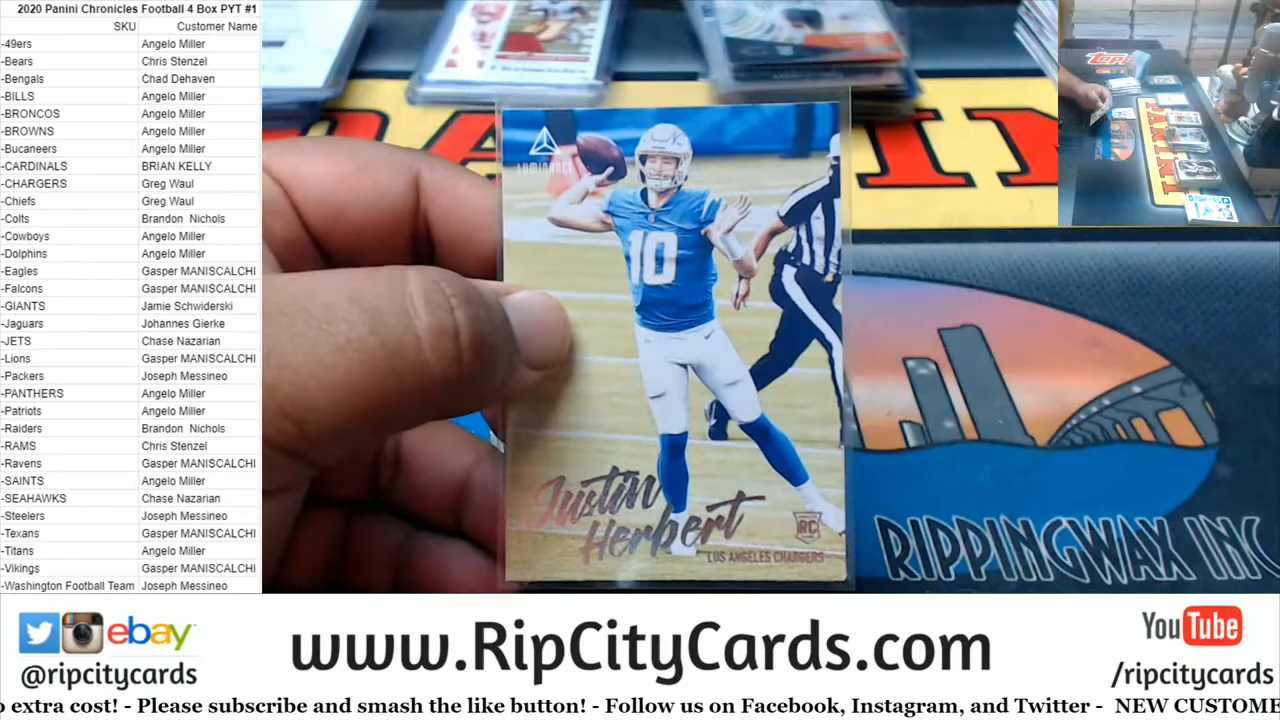 2020 Panini Chronicles Football 4 Box PYT #1
SKU Customer Name
-49ers Angelo Miller
-Bears Chris Stenzel
-Bengals Chad Dehaven
-BILLS Angelo Miller
-BRONCOS Angelo Miller
-BROWNS Angelo Miller
-Bucaneers Angelo Miller
-CARDINALS BRIAN KELLY
-CHARGERS Greg Waul
-Chiefs Greg Waul
-Colts Brandon Nichols
-Cowboys Angelo Miller
-Dolphins Angelo Miller
-Eagles Gasper MANISCALCHI
-Falcons Gasper MANISCALCHI
-GIANTS Jamie Schwiderski
-Jaguars Johannes Gierke
-JETS Chase Nazarian
-Lions Gasper MANISCALCHI
-Packers Joseph Messineo
-PANTHERS Angelo Miller
-Patriots Angelo Miller
-Raiders Brandon Nichols
-RAMS Chris Stenzel
-Ravens Gasper MANISCALCHI
-SAINTS Angelo Miller
-SEAHAWKS Chase Nazarian
-Steelers Joseph Messineo
-Texans Gasper MANISCALCHI
-Titans Angelo Miller
-Vikings Gasper MANISCALCHI
-Washington Football Team Joseph Messineo
Topps
PANINI
LUMINANCE
10
Justin
Herbert
RC
LOS ANGELES CHARGERS
RIPPINGWAX INC
ebay
@ripcitycards
www.RipCityCards.com
YouTube
/ripcitycards
o extra cost! - Please subscribe and smash the like button! - Follow us on Facebook, Instagram, and Twitter - NEW CUSTOME